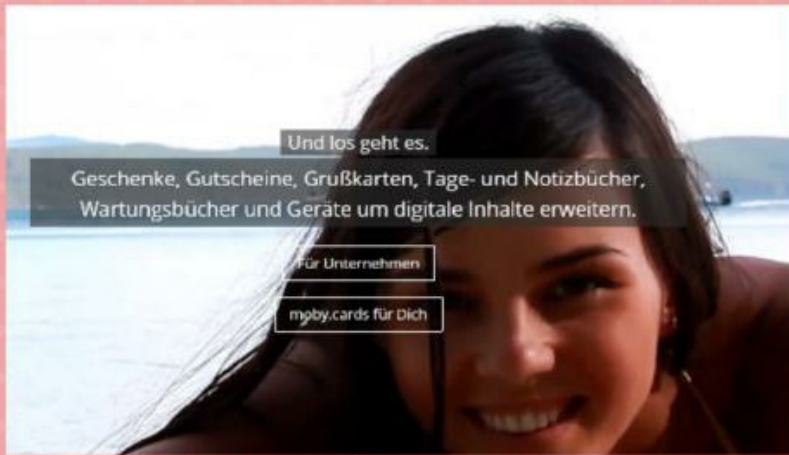 Und los geht es.
Geschenke, Gutscheine, Grußkarten, Tage- und Notizbücher,
Wartungsbücher und Geräte um digitale Inhalte erweitern.
Für Unternehmen
moby.cards für Dich